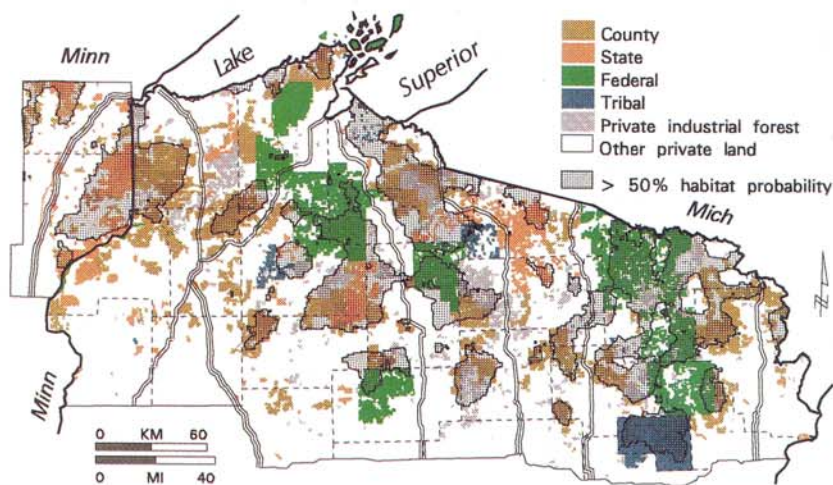 Minn
Lake
Superior
County
State
Federal
Tribal
Private industrial forest
Other private land
> 50% habitat probability
Mich
N
Minn
0 KM 60
0 MI 40